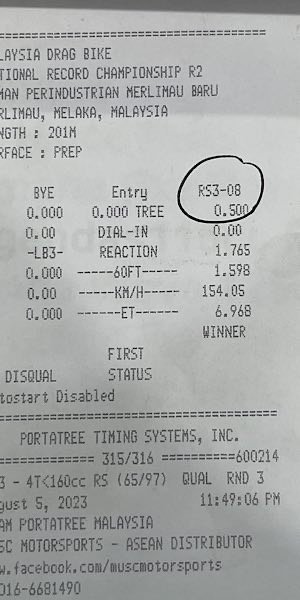 ==================================
LAYSIA DRAG BIKE
TIONAL RECORD CHAMPIONSHIP R2
MAN PERINDUSTRIAN MERLIMAU BARU
RLIMAU, MELAKA, MALAYSIA
NGTH : 201M
RFACE : PREP
BYE Entry RS3-08
0.000 0.000 TREE 0.500
0.00 DIAL-IN 0.00
-LB3- REACTION 1.765
0.000 -----60FT----- 1.598
0.00 -----KM/H----- 154.05
0.000 ------ET------ 6.968
WINNER
FIRST
DISQUAL STATUS
tostart Disabled
==================================
PORTATREE TIMING SYSTEMS, INC.
============ 315/316 ==========600214
3 - 4T<160cc RS (65/97) QUAL RND 3
gust 5, 2023 11:49:06 PM
AM PORTATREE MALAYSIA
SC MOTORSPORTS - ASEAN DISTRIBUTOR
w.facebook.com/muscmotorsports
016-6681490